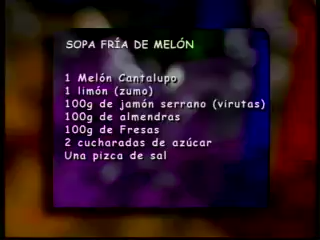 SOPA FRÍA DE MELÓN
1 Melón Cantalupo
1 limón (zumo)
100g de jamón serrano (virutas)
100g de almendras
100g de Fresas
2 cucharadas de azúcar
Una pizca de sal